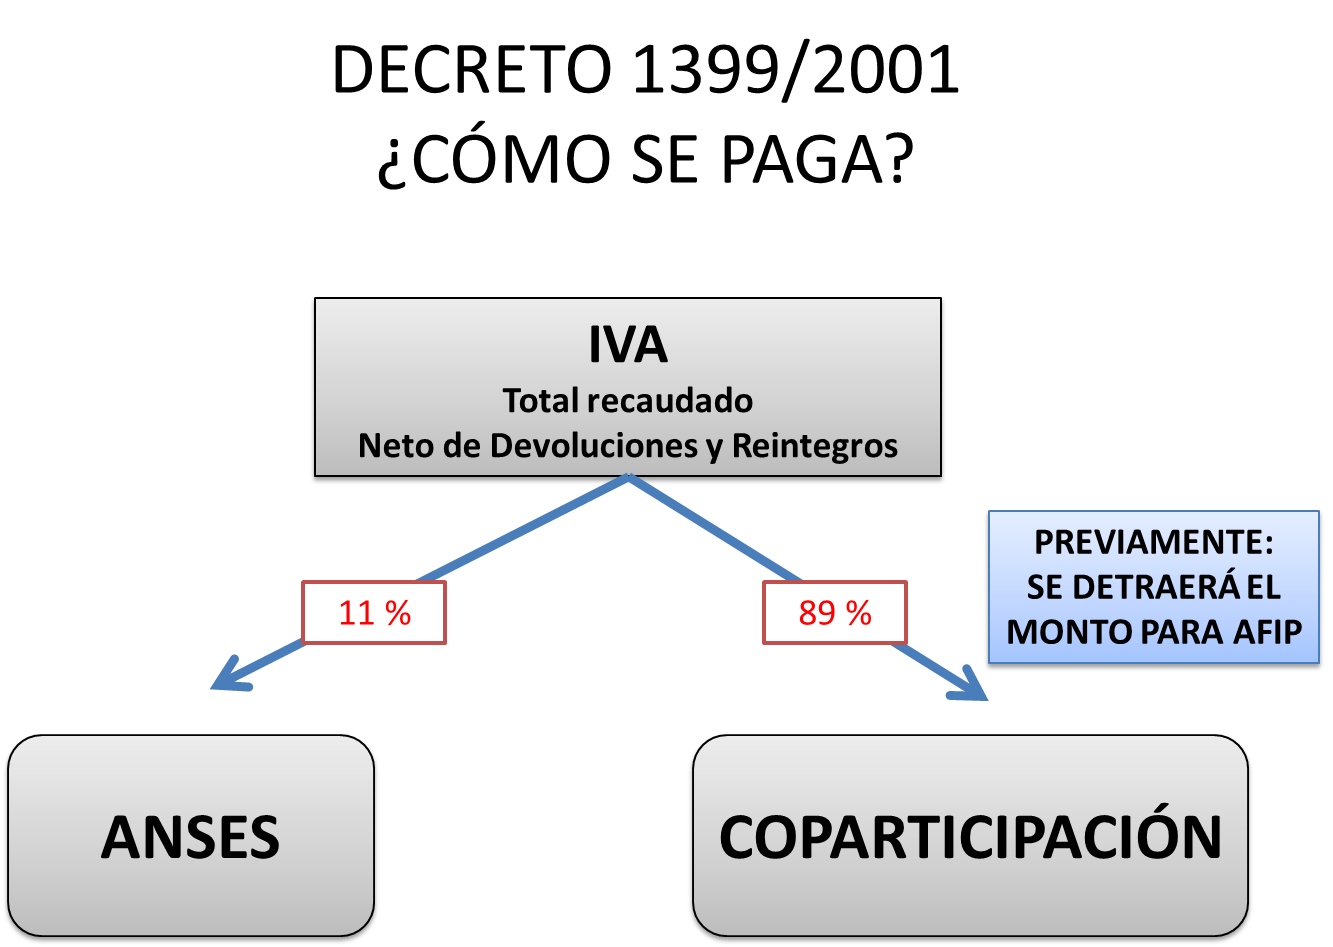 DECRETO 1399/2001
¿CÓMO SE PAGA?
IVA
Total recaudado
Neto de Devoluciones y Reintegros
PREVIAMENTE:
SE DETRAERÁ EL
MONTO PARA AFIP
11 %
89 %
ANSES
COPARTICIPACIÓN